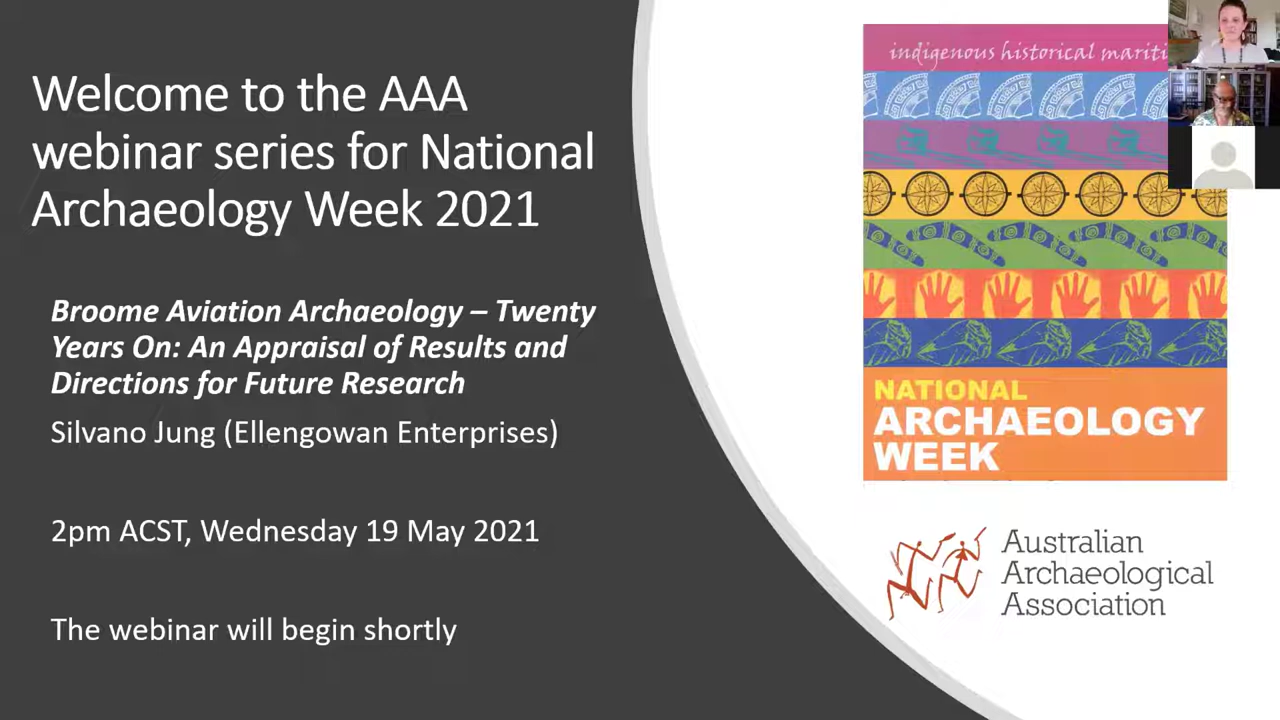 Welcome to the AAA
webinar series for National
Archaeology Week 2021
Broome Aviation Archaeology – Twenty
Years On: An Appraisal of Results and
Directions for Future Research
Silvano Jung (Ellengowan Enterprises)
2pm ACST, Wednesday 19 May 2021
The webinar will begin shortly
indigenous historical mariti
NATIONAL
ARCHAEOLOGY
WEEK
Australian
Archaeological
Association